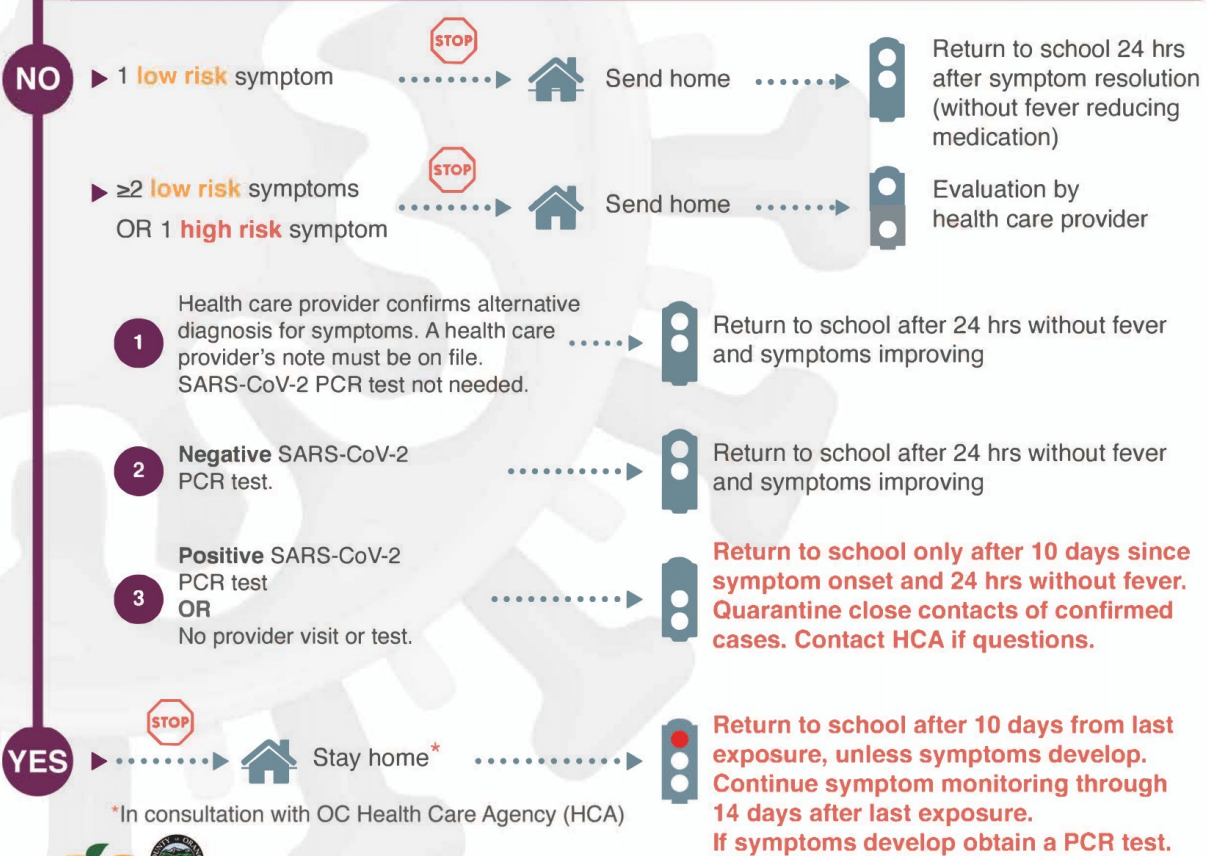 NO
1 low risk symptom
STOP
Send home
Return to school 24 hrs
after symptom resolution
(without fever reducing
medication)
≥2 low risk symptoms
OR 1 high risk symptom
STOP
Send home
Evaluation by
health care provider
1
Health care provider confirms alternative
diagnosis for symptoms. A health care
provider’s note must be on file.
SARS-CoV-2 PCR test not needed.
Return to school after 24 hrs without fever
and symptoms improving
2
Negative SARS-CoV-2
PCR test.
Return to school after 24 hrs without fever
and symptoms improving
3
Positive SARS-CoV-2
PCR test
OR
No provider visit or test.
Return to school only after 10 days since
symptom onset and 24 hrs without fever.
Quarantine close contacts of confirmed
cases. Contact HCA if questions.
YES
STOP
Stay home*
*In consultation with OC Health Care Agency (HCA)
Return to school after 10 days from last
exposure, unless symptoms develop.
Continue symptom monitoring through
14 days after last exposure.
If symptoms develop obtain a PCR test.